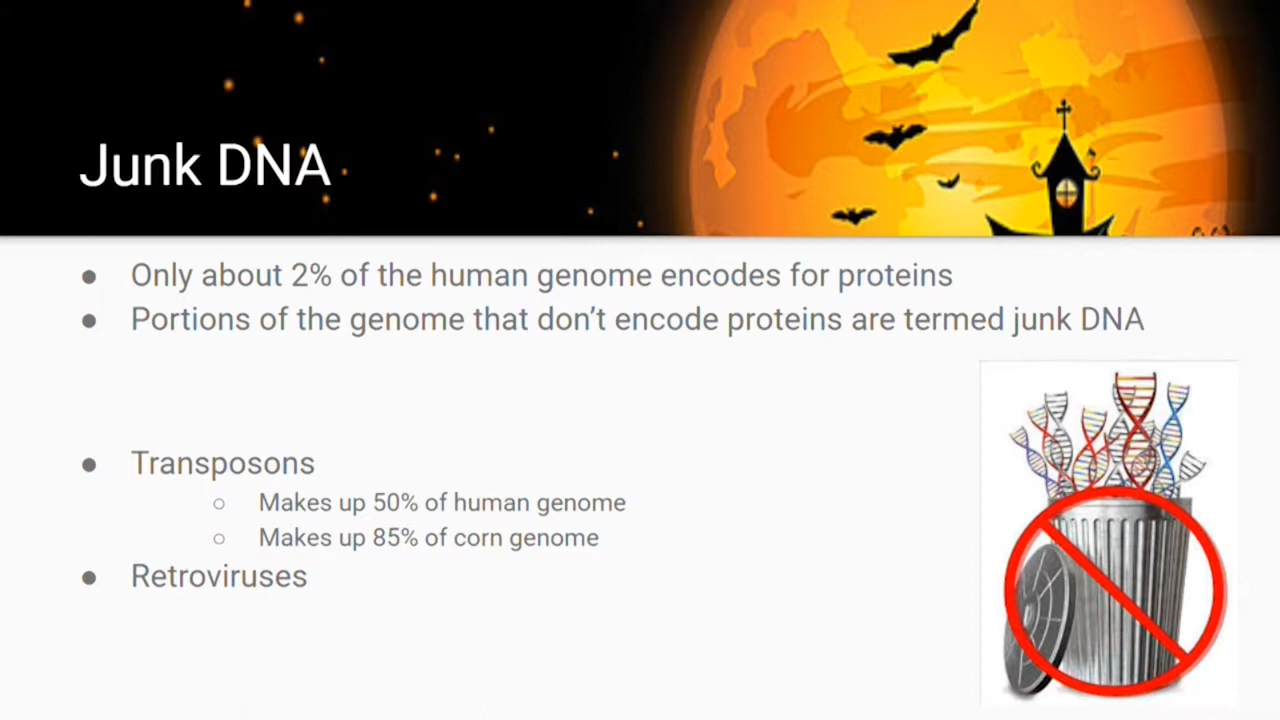 Junk DNA
● Only about 2% of the human genome encodes for proteins
● Portions of the genome that don’t encode proteins are termed junk DNA
● Transposons
○ Makes up 50% of human genome
○ Makes up 85% of corn genome
● Retroviruses